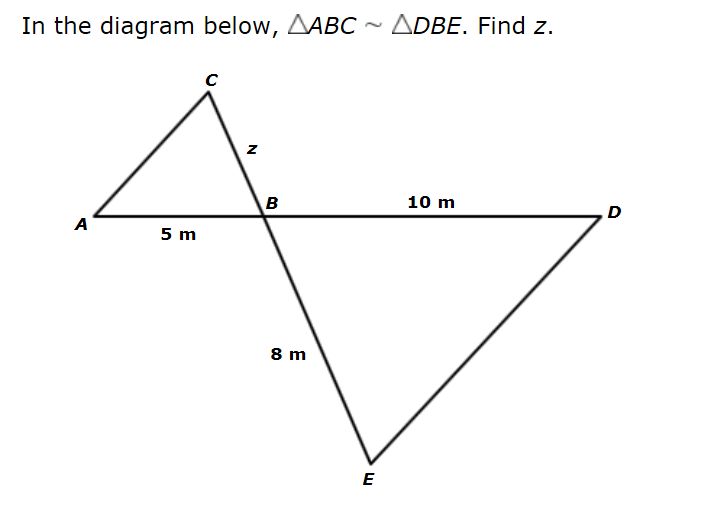 In the diagram below, △ABC ~ △DBE. Find z.
C
z
B
10 m
D
A
5 m
8 m
E